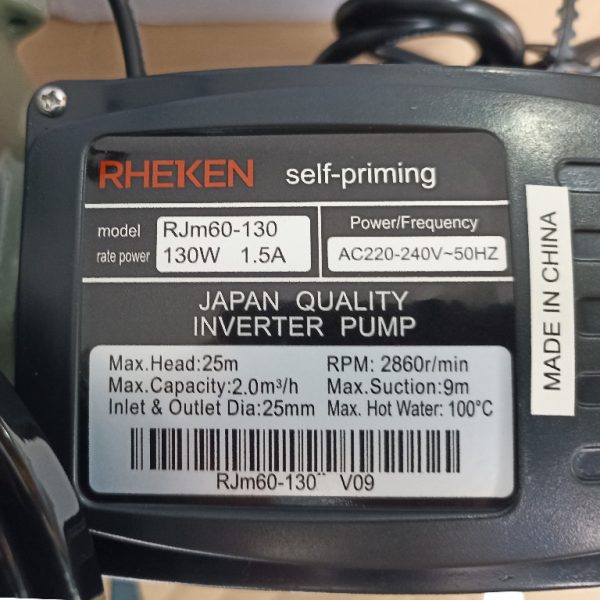 RHEKEN self-priming
model RJm60-130
rate power 130W 1.5A
Power/Frequency
AC220-240V~50HZ
JAPAN QUALITY
INVERTER PUMP
Max.Head:25m RPM: 2860r/min
Max.Capacity:2.0m³/h Max.Suction:9m
Inlet & Outlet Dia:25mm Max. Hot Water: 100°C
RJm60-130¨ V09
MADE IN CHINA